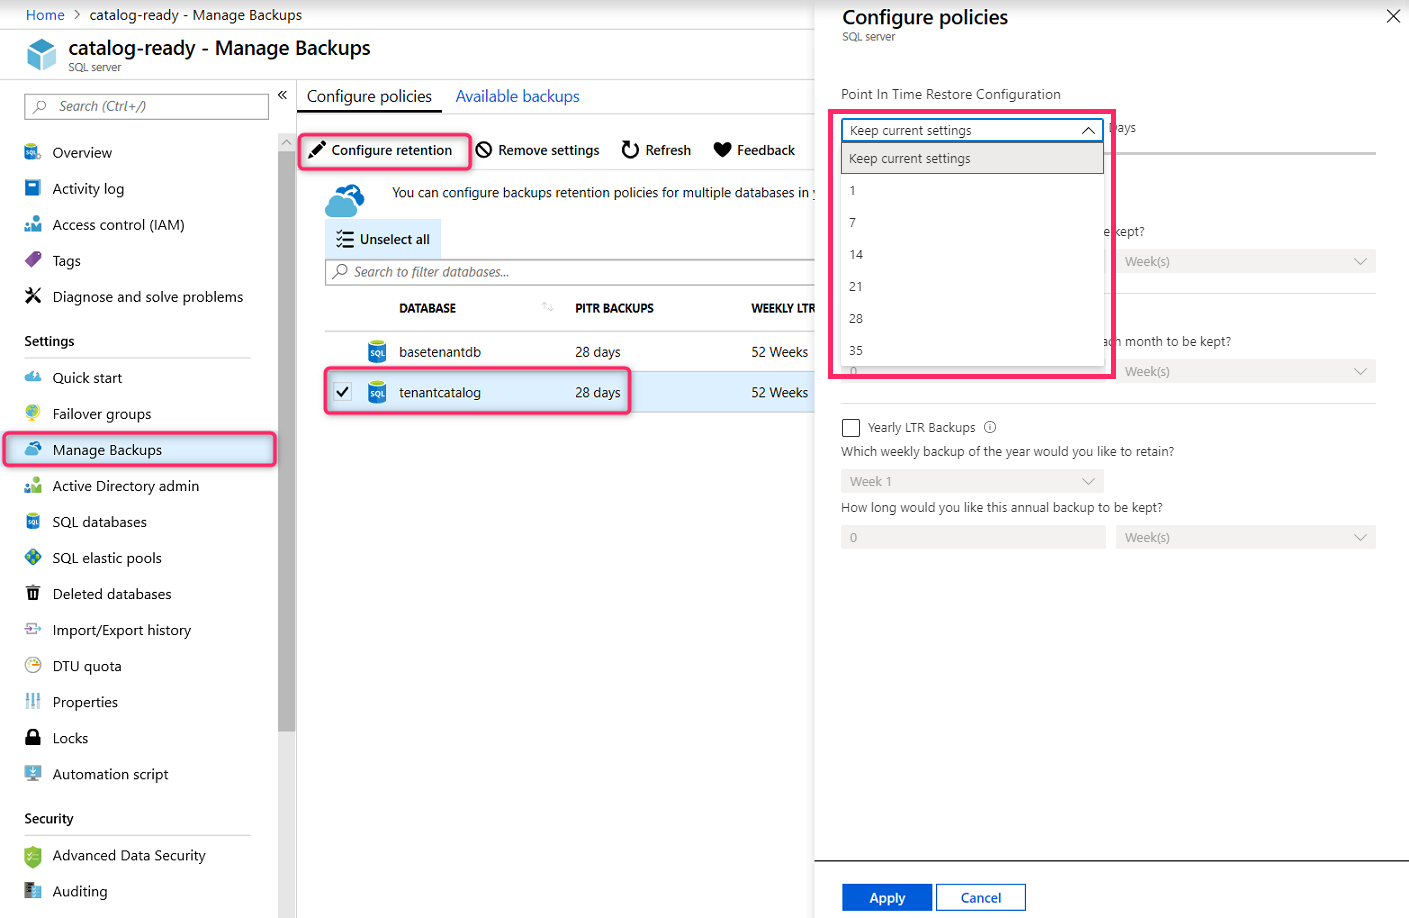 Home > catalog-ready - Manage Backups
catalog-ready - Manage Backups
SQL server
Search (Ctrl+/)
«
Overview
Activity log
Access control (IAM)
Tags
Diagnose and solve problems
Settings
Quick start
Failover groups
Manage Backups
Active Directory admin
SQL databases
SQL elastic pools
Deleted databases
Import/Export history
DTU quota
Properties
Locks
Automation script
Security
Advanced Data Security
Auditing
Configure policies Available backups
Configure retention Remove settings Refresh Feedback
You can configure backups retention policies for multiple databases in
Unselect all
Search to filter databases...
DATABASE PITR BACKUPS WEEKLY LTR
SQL basetenantdb 28 days 52 Weeks
SQL tenantcatalog 28 days 52 Weeks
Configure policies
SQL server
Point In Time Restore Configuration
Keep current settings Days
Keep current settings
1
7
14
21
28
35
kept?
Week(s)
month to be kept?
0 Week(s)
Yearly LTR Backups
Which weekly backup of the year would you like to retain?
Week 1
How long would you like this annual backup to be kept?
0 Week(s)
Apply Cancel